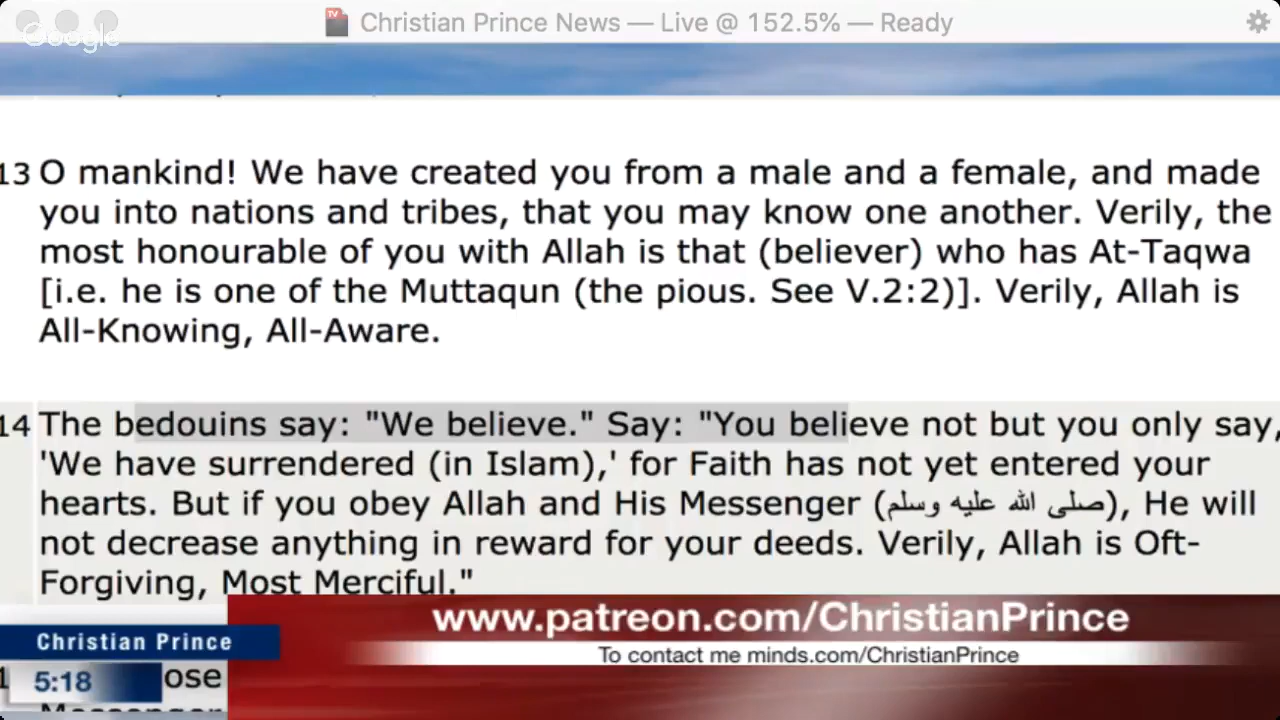 Christian Prince News — Live @ 152.5% — Ready
TV
Google
13 O mankind! We have created you from a male and a female, and made
you into nations and tribes, that you may know one another. Verily, the
most honourable of you with Allah is that (believer) who has At-Taqwa
[i.e. he is one of the Muttaqun (the pious. See V.2:2)]. Verily, Allah is
All-Knowing, All-Aware.
14 The bedouins say: "We believe." Say: "You believe not but you only say,
'We have surrendered (in Islam),' for Faith has not yet entered your
hearts. But if you obey Allah and His Messenger (صلى الله عليه وسلم), He will
not decrease anything in reward for your deeds. Verily, Allah is Oft-
Forgiving, Most Merciful."
www.patreon.com/ChristianPrince
To contact me minds.com/ChristianPrince
Christian Prince
5:18
ose